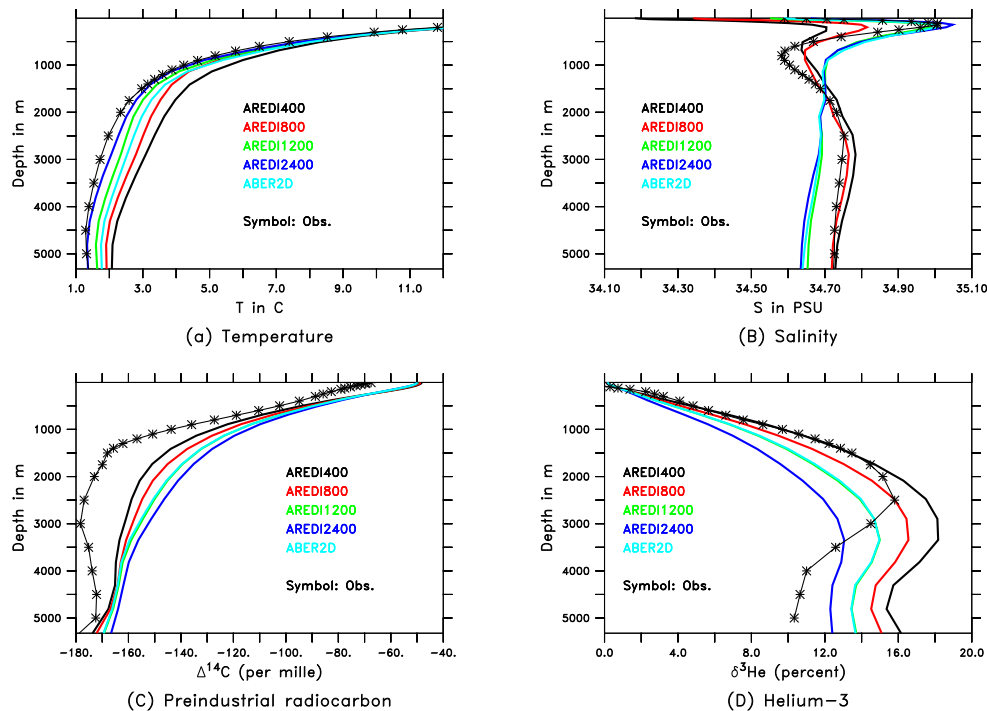 Depth in m
1000
2000
3000
4000
5000
AREDI400
AREDI800
AREDI1200
AREDI2400
ABER2D
Symbol: Obs.
1.0 3.0 5.0 7.0 9.0 11.0
T in C
(a) Temperature
Depth in m
1000
2000
3000
4000
5000
AREDI400
AREDI800
AREDI1200
AREDI2400
ABER2D
Symbol: Obs.
34.10 34.30 34.50 34.70 34.90 35.10
S in PSU
(B) Salinity
Depth in m
1000
2000
3000
4000
5000
AREDI400
AREDI800
AREDI1200
AREDI2400
ABER2D
Symbol: Obs.
-180. -160. -140. -120. -100. -80. -60. -40.
Δ¹⁴C (per mille)
(C) Preindustrial radiocarbon
Depth in m
1000
2000
3000
4000
5000
AREDI400
AREDI800
AREDI1200
AREDI2400
ABER2D
Symbol: Obs.
0.0 4.0 8.0 12.0 16.0 20.0
δ³He (percent)
(D) Helium-3